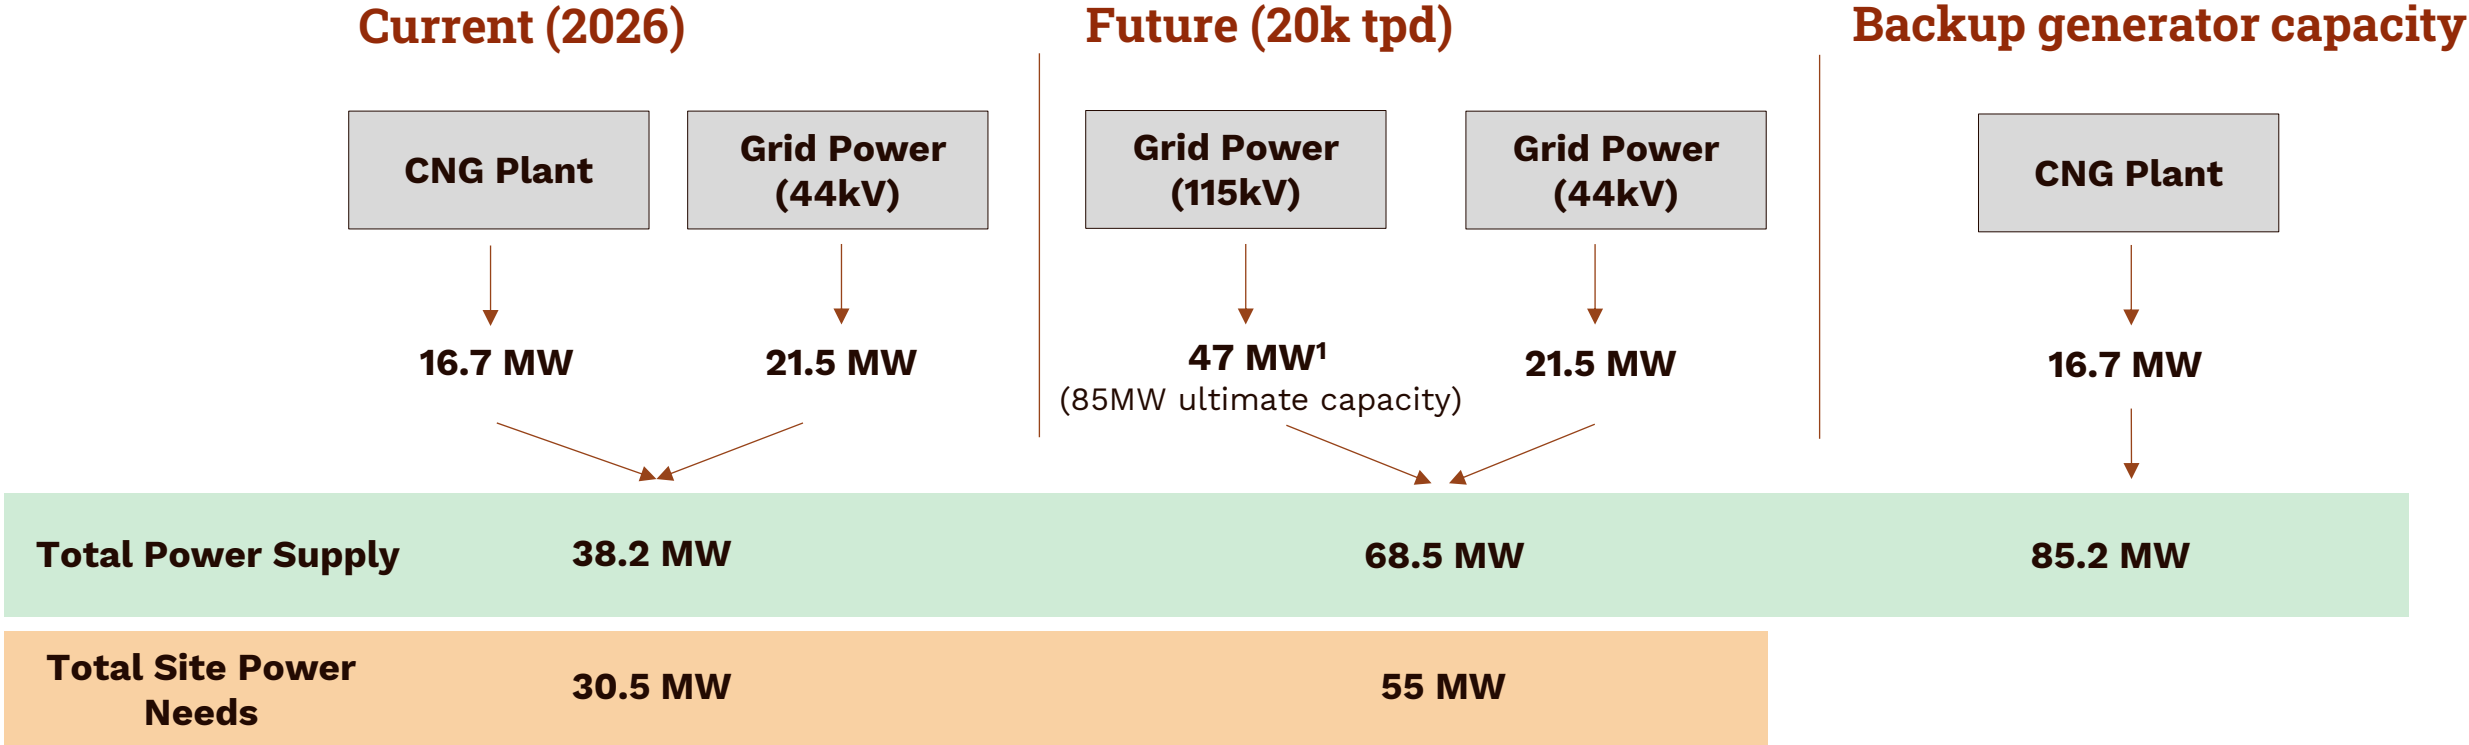 Current (2026)
Future (20k tpd)
Backup generator capacity
CNG Plant
Grid Power
(44kV)
Grid Power
(115kV)
Grid Power
(44kV)
CNG Plant
16.7 MW
21.5 MW
47 MW¹
(85MW ultimate capacity)
21.5 MW
16.7 MW
Total Power Supply
38.2 MW
68.5 MW
85.2 MW
Total Site Power
Needs
30.5 MW
55 MW